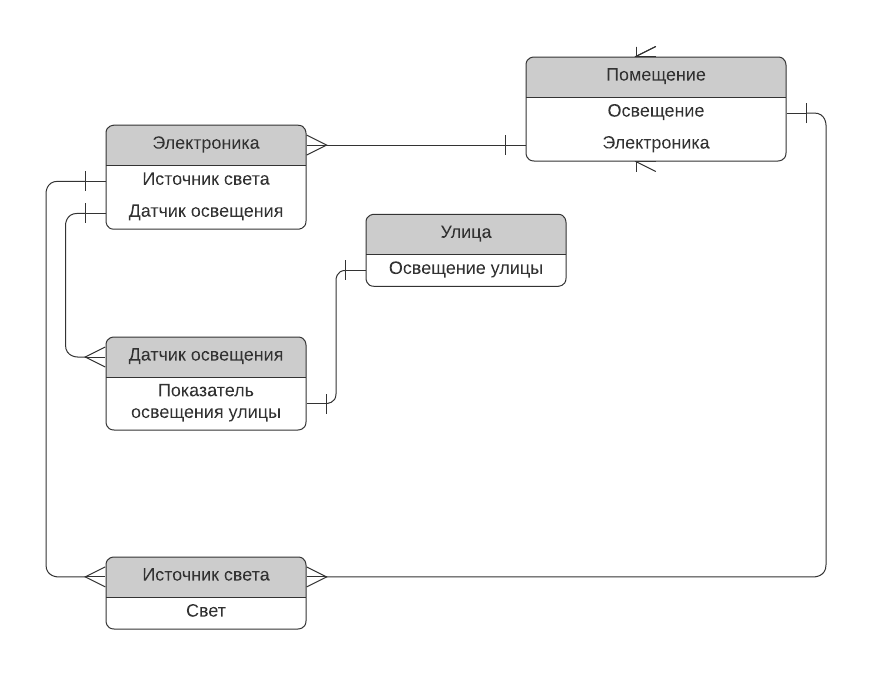 Помещение
Освещение
Электроника
Электроника
Источник света
Датчик освещения
Улица
Освещение улицы
Датчик освещения
Показатель
освещения улицы
Источник света
Свет